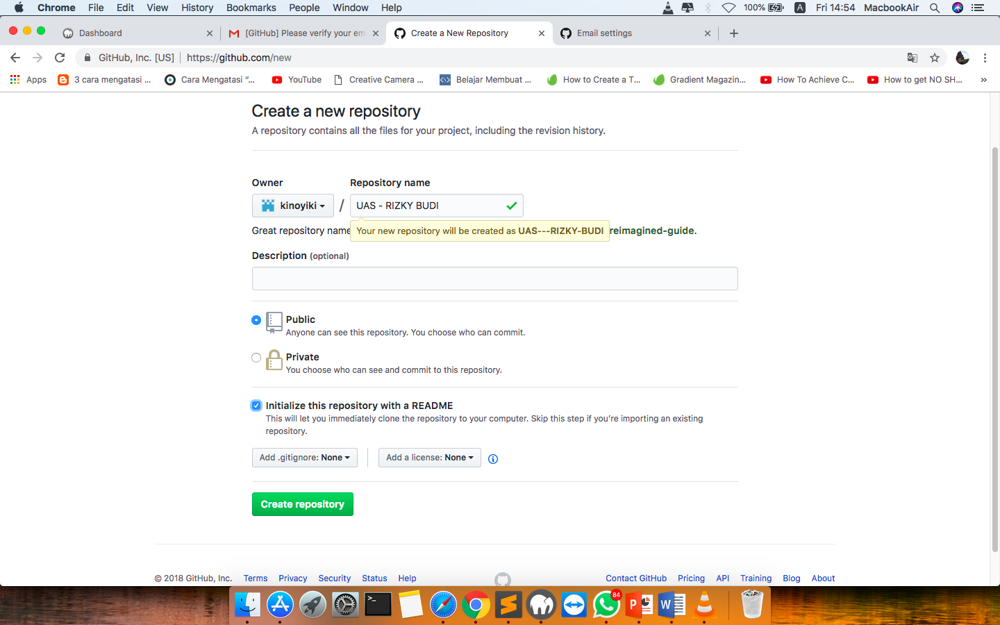 Chrome File Edit View History Bookmarks People Window Help 100% A Fri 14:54 MacbookAir
Dashboard [GitHub] Please verify your em Create a New Repository Email settings
GitHub, Inc. [US] https://github.com/new
Apps 3 cara mengatasi ... Cara Mengatasi “... YouTube Creative Camera ... Belajar Membuat ... How to Create a T... Gradient Magazin... How To Achieve C... How to get NO SH... »
Create a new repository
A repository contains all the files for your project, including the revision history.
Owner Repository name
kinoyiki / UAS - RIZKY BUDI
Great repository name
Your new repository will be created as UAS---RIZKY-BUDI
reimagined-guide.
Description (optional)
Public
Anyone can see this repository. You choose who can commit.
Private
You choose who can see and commit to this repository.
Initialize this repository with a README
This will let you immediately clone the repository to your computer. Skip this step if you’re importing an existing
repository.
Add .gitignore: None Add a license: None
Create repository
© 2018 GitHub, Inc. Terms Privacy Security Status Help Contact GitHub Pricing API Training Blog About
>_ 84 P W